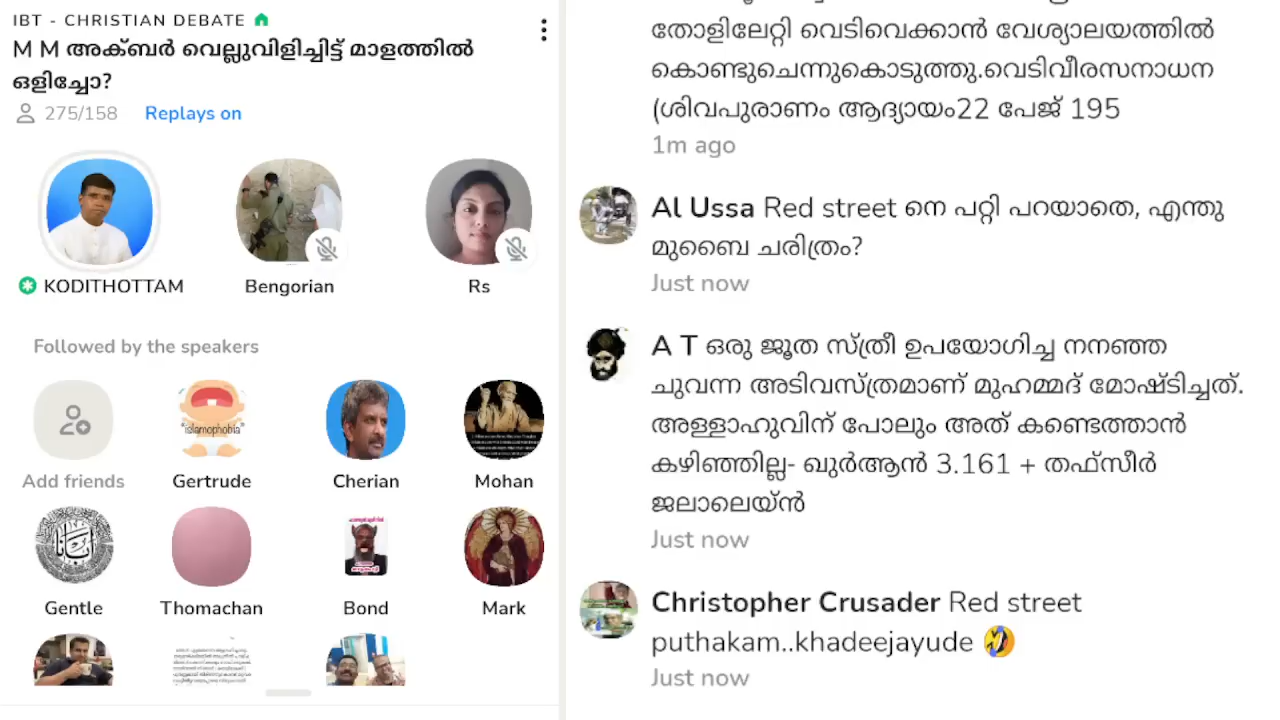 IBT - CHRISTIAN DEBATE
M M അക്ബർ വെല്ലുവിളിച്ചിട്ട് മാളത്തിൽ
ഒളിച്ചോ?
275/158 Replays on
KODITHOTTAM
Bengorian
Rs
Followed by the speakers
"islamophobia"
Add friends
Gertrude
Cherian
Mohan
Gentle
Thomachan
Bond
Mark
തോളിലേറ്റി വെടിവെക്കാൻ വേശ്യാലയത്തിൽ
കൊണ്ടുചെന്നുകൊടുത്തു.വെടിവീരസനാധന
(ശിവപുരാണം ആദ്യായം22 പേജ് 195
1m ago
Al Ussa Red street നെ പറ്റി പറയാതെ, എന്തു
മുബൈ ചരിത്രം?
Just now
A T ഒരു ജൂത സ്ത്രീ ഉപയോഗിച്ച നനഞ്ഞ
ചുവന്ന അടിവസ്ത്രമാണ് മുഹമ്മദ് മോഷ്ടിച്ചത്.
അള്ളാഹുവിന് പോലും അത് കണ്ടെത്താൻ
കഴിഞ്ഞില്ല- ഖുർആൻ 3.161 + തഫ്സീർ
ജലാലെയ്ൻ
Just now
Christopher Crusader Red street
puthakam..khadeejayude 🤣
Just now